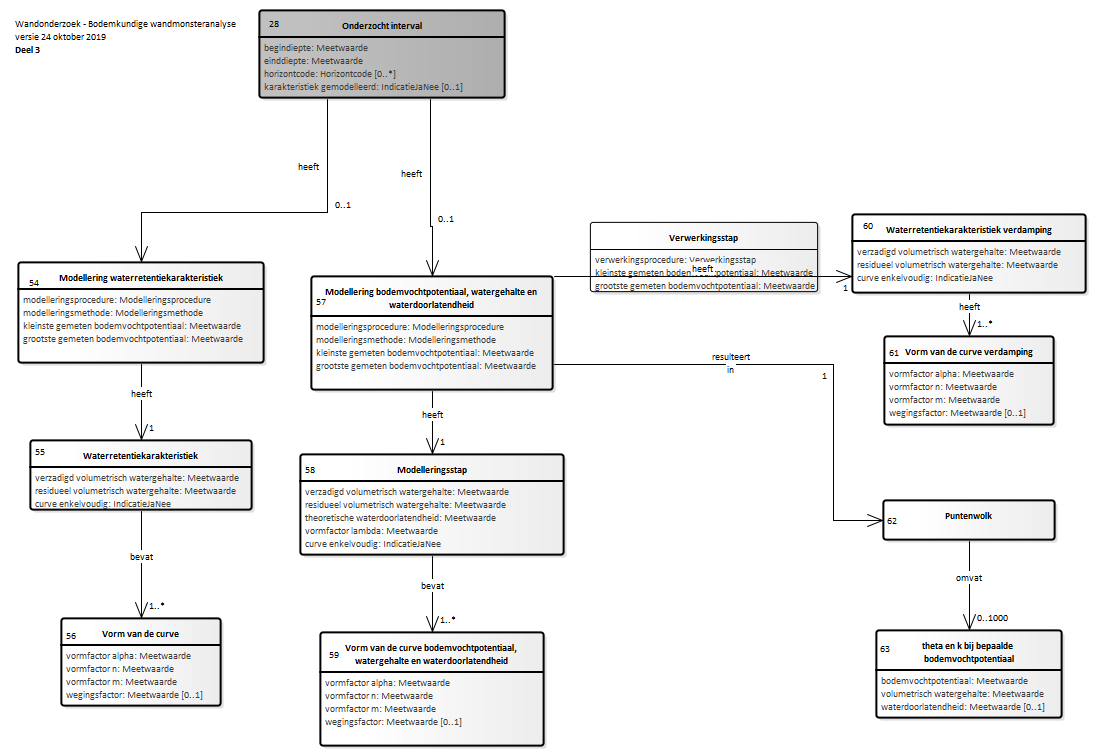 Wandonderzoek - Bodemkundige wandmonsteranalyse
versie 24 oktober 2019
Deel 3
28
Onderzocht interval
begindiepte: Meetwaarde
einddiepte: Meetwaarde
horizontcode: Horizontcode [0..*]
karakteristiek gemodelleerd: IndicatieJaNee [0..1]
heeft
0..1
heeft
0..1
54
Modellering waterretentiekarakteristiek
modelleringsprocedure: Modelleringsprocedure
modelleringsmethode: Modelleringsmethode
kleinste gemeten bodemvochtpotentiaal: Meetwaarde
grootste gemeten bodemvochtpotentiaal: Meetwaarde
heeft
1
55
Waterretentiekarakteristiek
verzadigd volumetrisch watergehalte: Meetwaarde
residueel volumetrisch watergehalte: Meetwaarde
curve enkelvoudig: IndicatieJaNee
bevat
1..*
56
Vorm van de curve
vormfactor alpha: Meetwaarde
vormfactor n: Meetwaarde
vormfactor m: Meetwaarde
wegingsfactor: Meetwaarde [0..1]
57
Modellering bodemvochtpotentiaal, watergehalte en
waterdoorlatendheid
modelleringsprocedure: Modelleringsprocedure
modelleringsmethode: Modelleringsmethode
kleinste gemeten bodemvochtpotentiaal: Meetwaarde
grootste gemeten bodemvochtpotentiaal: Meetwaarde
heeft
1
58
Modelleringsstap
verzadigd volumetrisch watergehalte: Meetwaarde
residueel volumetrisch watergehalte: Meetwaarde
theoretische waterdoorlatendheid: Meetwaarde
vormfactor lambda: Meetwaarde
curve enkelvoudig: IndicatieJaNee
bevat
1..*
59
Vorm van de curve bodemvochtpotentiaal,
watergehalte en waterdoorlatendheid
vormfactor alpha: Meetwaarde
vormfactor n: Meetwaarde
vormfactor m: Meetwaarde
wegingsfactor: Meetwaarde [0..1]
Verwerkingsstap
verwerkingsprocedure: Verwerkingsstap
kleinste gemeten bodemvochtpotentiaal: Meetwaarde
grootste gemeten bodemvochtpotentiaal: Meetwaarde
heeft
1
60
Waterretentiekarakteristiek verdamping
verzadigd volumetrisch watergehalte: Meetwaarde
residueel volumetrisch watergehalte: Meetwaarde
curve enkelvoudig: IndicatieJaNee
heeft
1..*
61
Vorm van de curve verdamping
vormfactor alpha: Meetwaarde
vormfactor n: Meetwaarde
vormfactor m: Meetwaarde
wegingsfactor: Meetwaarde [0..1]
resulteert
in
1
62
Puntenwolk
omvat
0..1000
63
theta en k bij bepaalde
bodemvochtpotentiaal
bodemvochtpotentiaal: Meetwaarde
volumetrisch watergehalte: Meetwaarde
waterdoorlatendheid: Meetwaarde [0..1]